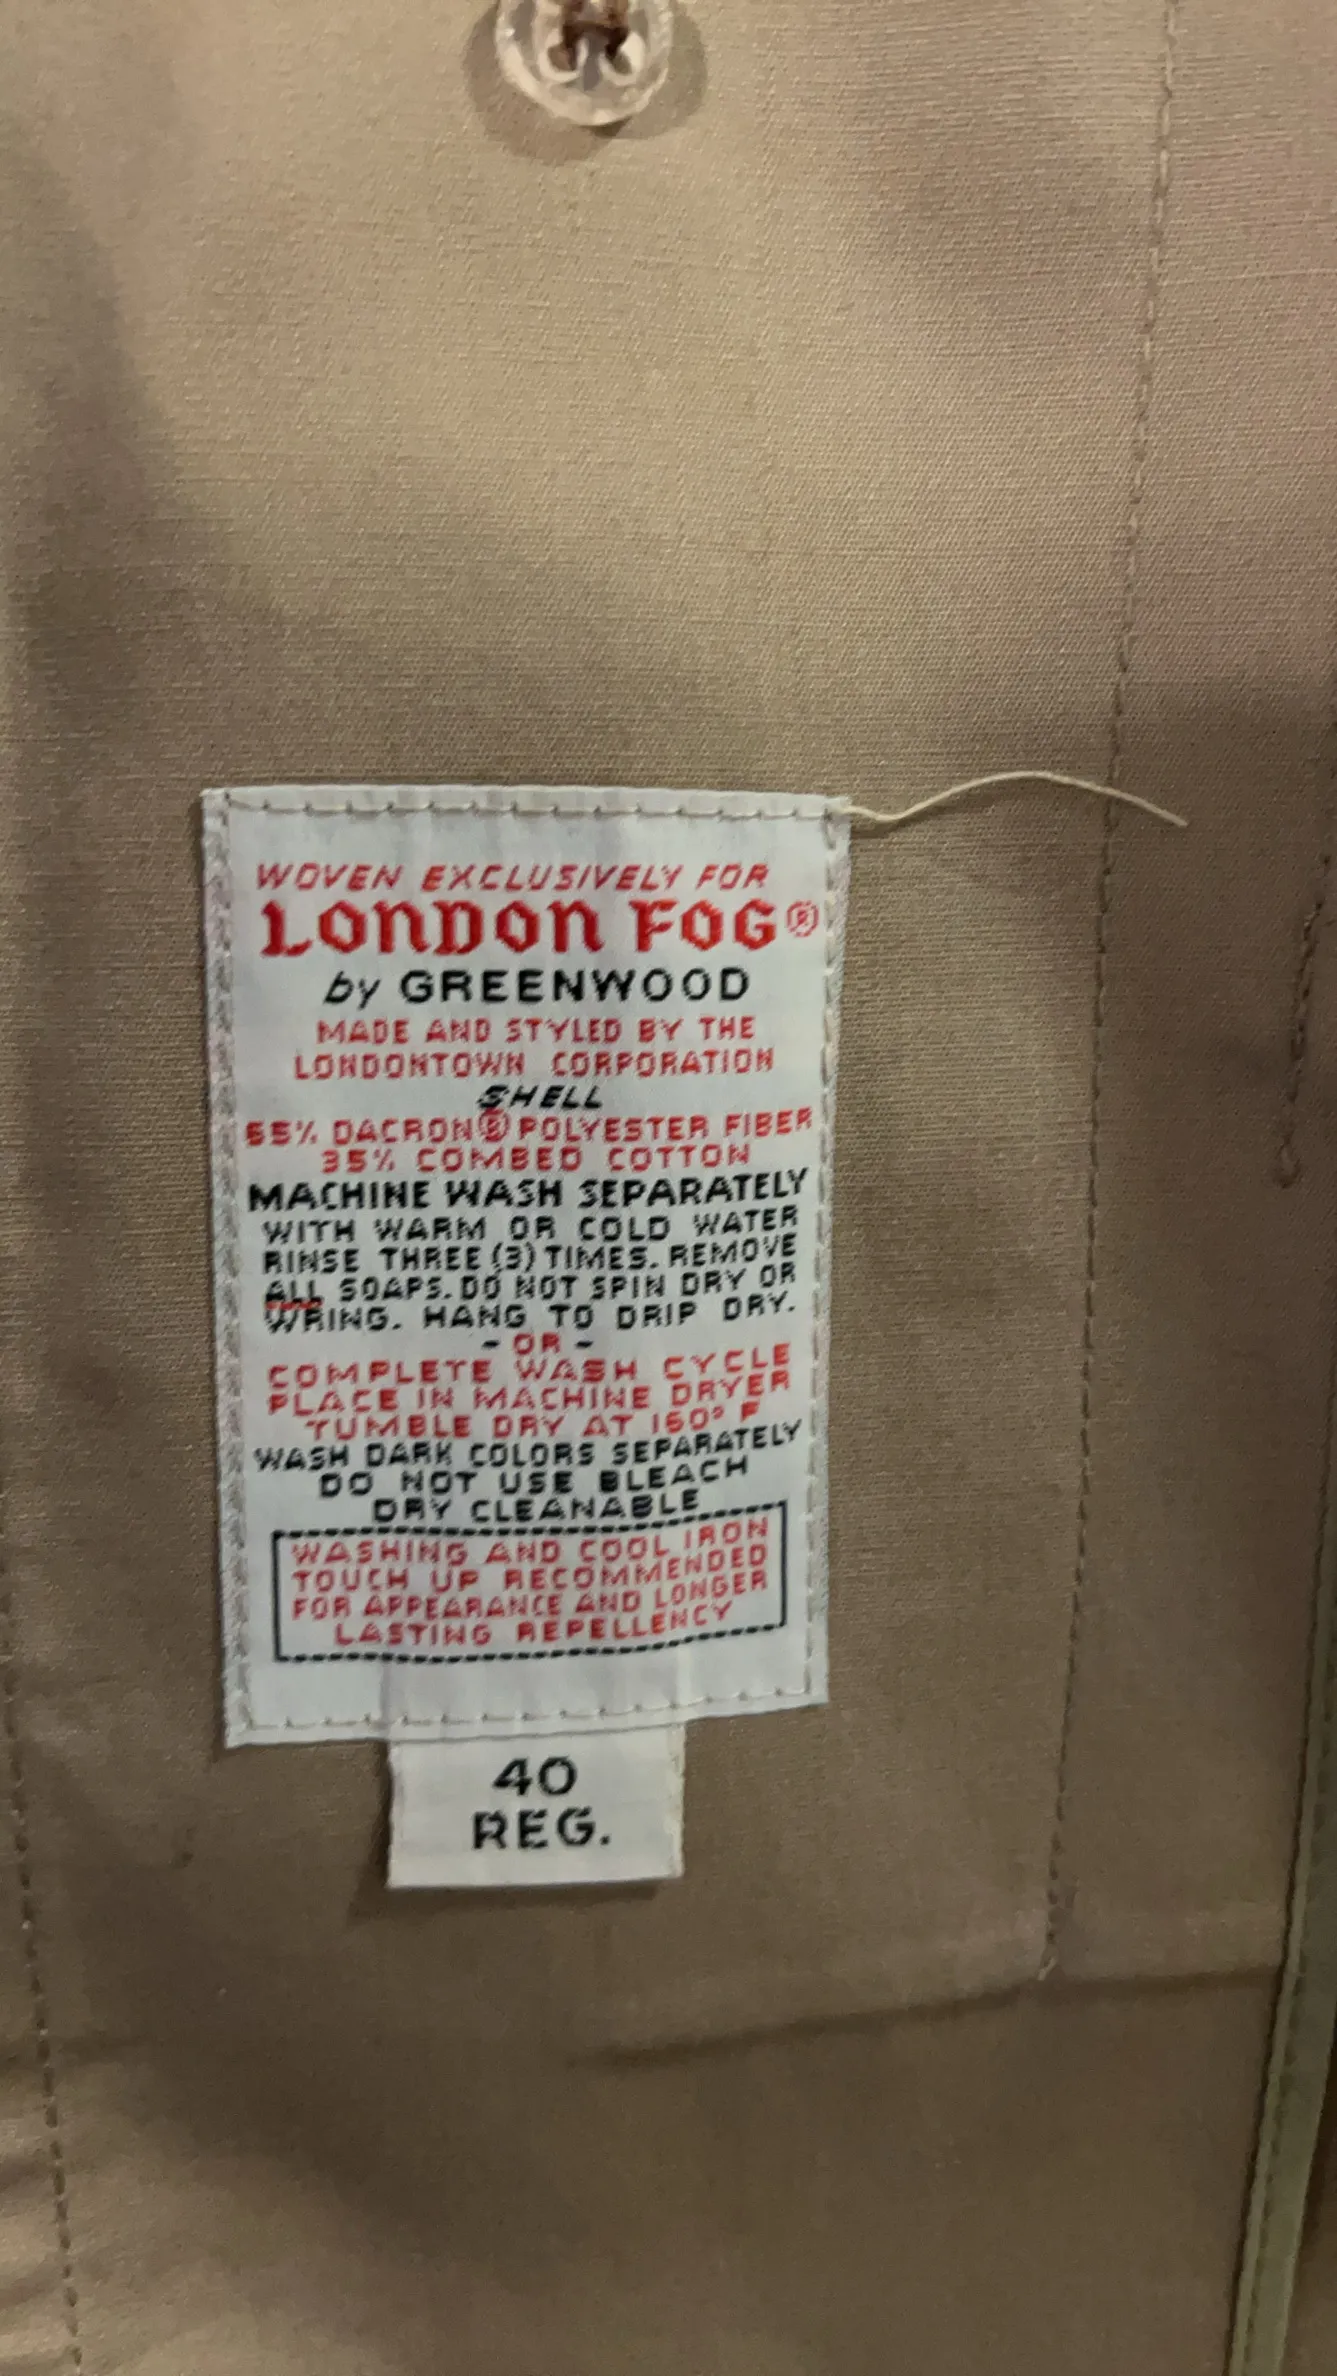 WOVEN EXCLUSIVELY FOR
LONDON FOG®
by GREENWOOD
MADE AND STYLED BY THE
LONDONTOWN CORPORATION
SHELL
65% DACRON® POLYESTER FIBER
35% COMBED COTTON
MACHINE WASH SEPARATELY
WITH WARM OR COLD WATER
RINSE THREE (3) TIMES. REMOVE
ALL SOAPS. DO NOT SPIN DRY OR
WRING. HANG TO DRIP DRY.
- OR -
COMPLETE WASH CYCLE
PLACE IN MACHINE DRYER
TUMBLE DRY AT 160° F
WASH DARK COLORS SEPARATELY
DO NOT USE BLEACH
DRY CLEANABLE
WASHING AND COOL IRON
TOUCH UP RECOMMENDED
FOR APPEARANCE AND LONGER
LASTING REPELLENCY
40
REG.